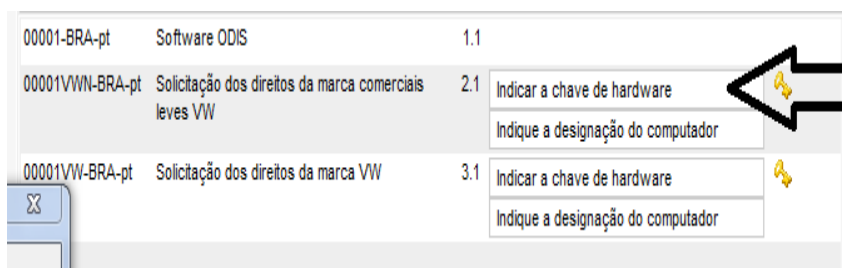 00001-BRA-pt Software ODIS 1.1
00001VWN-BRA-pt Solicitação dos direitos da marca comerciais 2.1 Indicar a chave de hardware
leves VW
Indique a designação do computador
00001VW-BRA-pt Solicitação dos direitos da marca VW 3.1 Indicar a chave de hardware
Indique a designação do computador